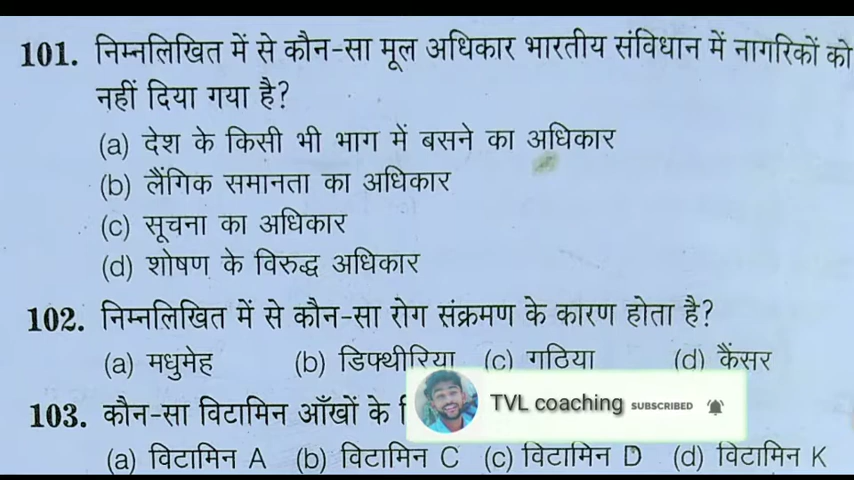 101. निम्नलिखित में से कौन-सा मूल अधिकार भारतीय संविधान में नागरिकों को
नहीं दिया गया है?
(a) देश के किसी भी भाग में बसने का अधिकार
(b) लैंगिक समानता का अधिकार
(c) सूचना का अधिकार
(d) शोषण के विरुद्ध अधिकार
102. निम्नलिखित में से कौन-सा रोग संक्रमण के कारण होता है?
(a) मधुमेह (b) डिफ्थीरिया (c) गठिया (d) कैंसर
103. कौन-सा विटामिन आँखों के
TVL coaching SUBSCRIBED
(a) विटामिन A (b) विटामिन C (c) विटामिन D (d) विटामिन K